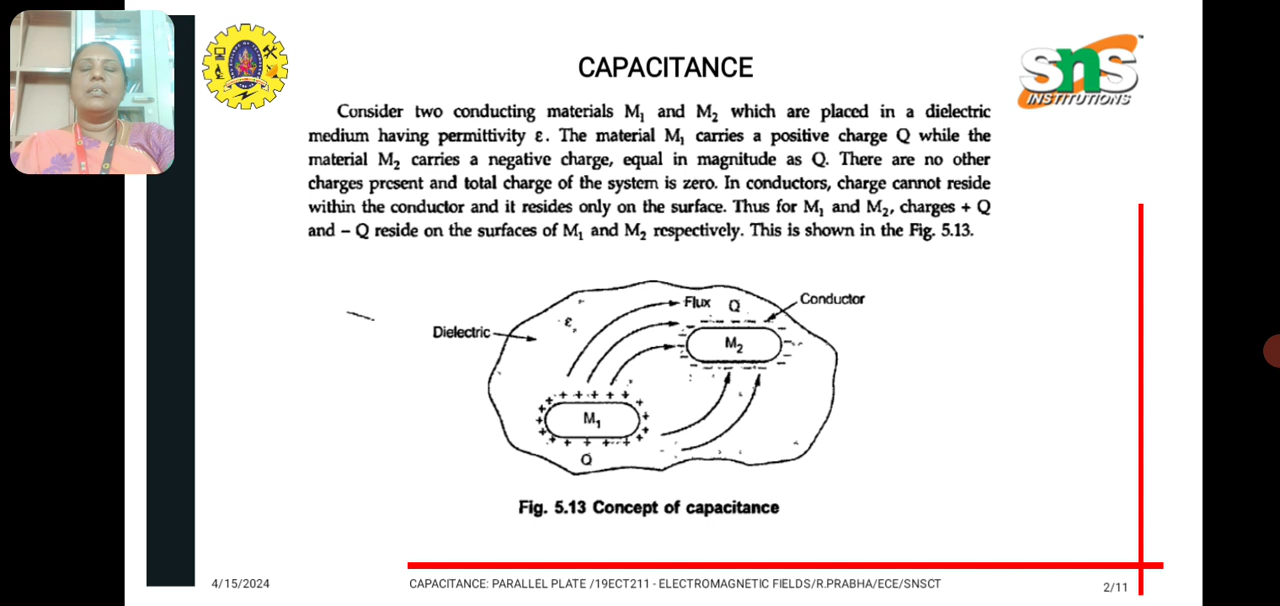 CAPACITANCE
SNS
INSTITUTIONS
TM
Consider two conducting materials M₁ and M₂ which are placed in a dielectric
medium having permittivity ε. The material M₁ carries a positive charge Q while the
material M₂ carries a negative charge, equal in magnitude as Q. There are no other
charges present and total charge of the system is zero. In conductors, charge cannot reside
within the conductor and it resides only on the surface. Thus for M₁ and M₂, charges + Q
and – Q reside on the surfaces of M₁ and M₂ respectively. This is shown in the Fig. 5.13.
Flux
Q
Conductor
ε
Dielectric
M₂
M₁
Q
Fig. 5.13 Concept of capacitance
4/15/2024
CAPACITANCE: PARALLEL PLATE /19ECT211 - ELECTROMAGNETIC FIELDS/R.PRABHA/ECE/SNSCT
2/11